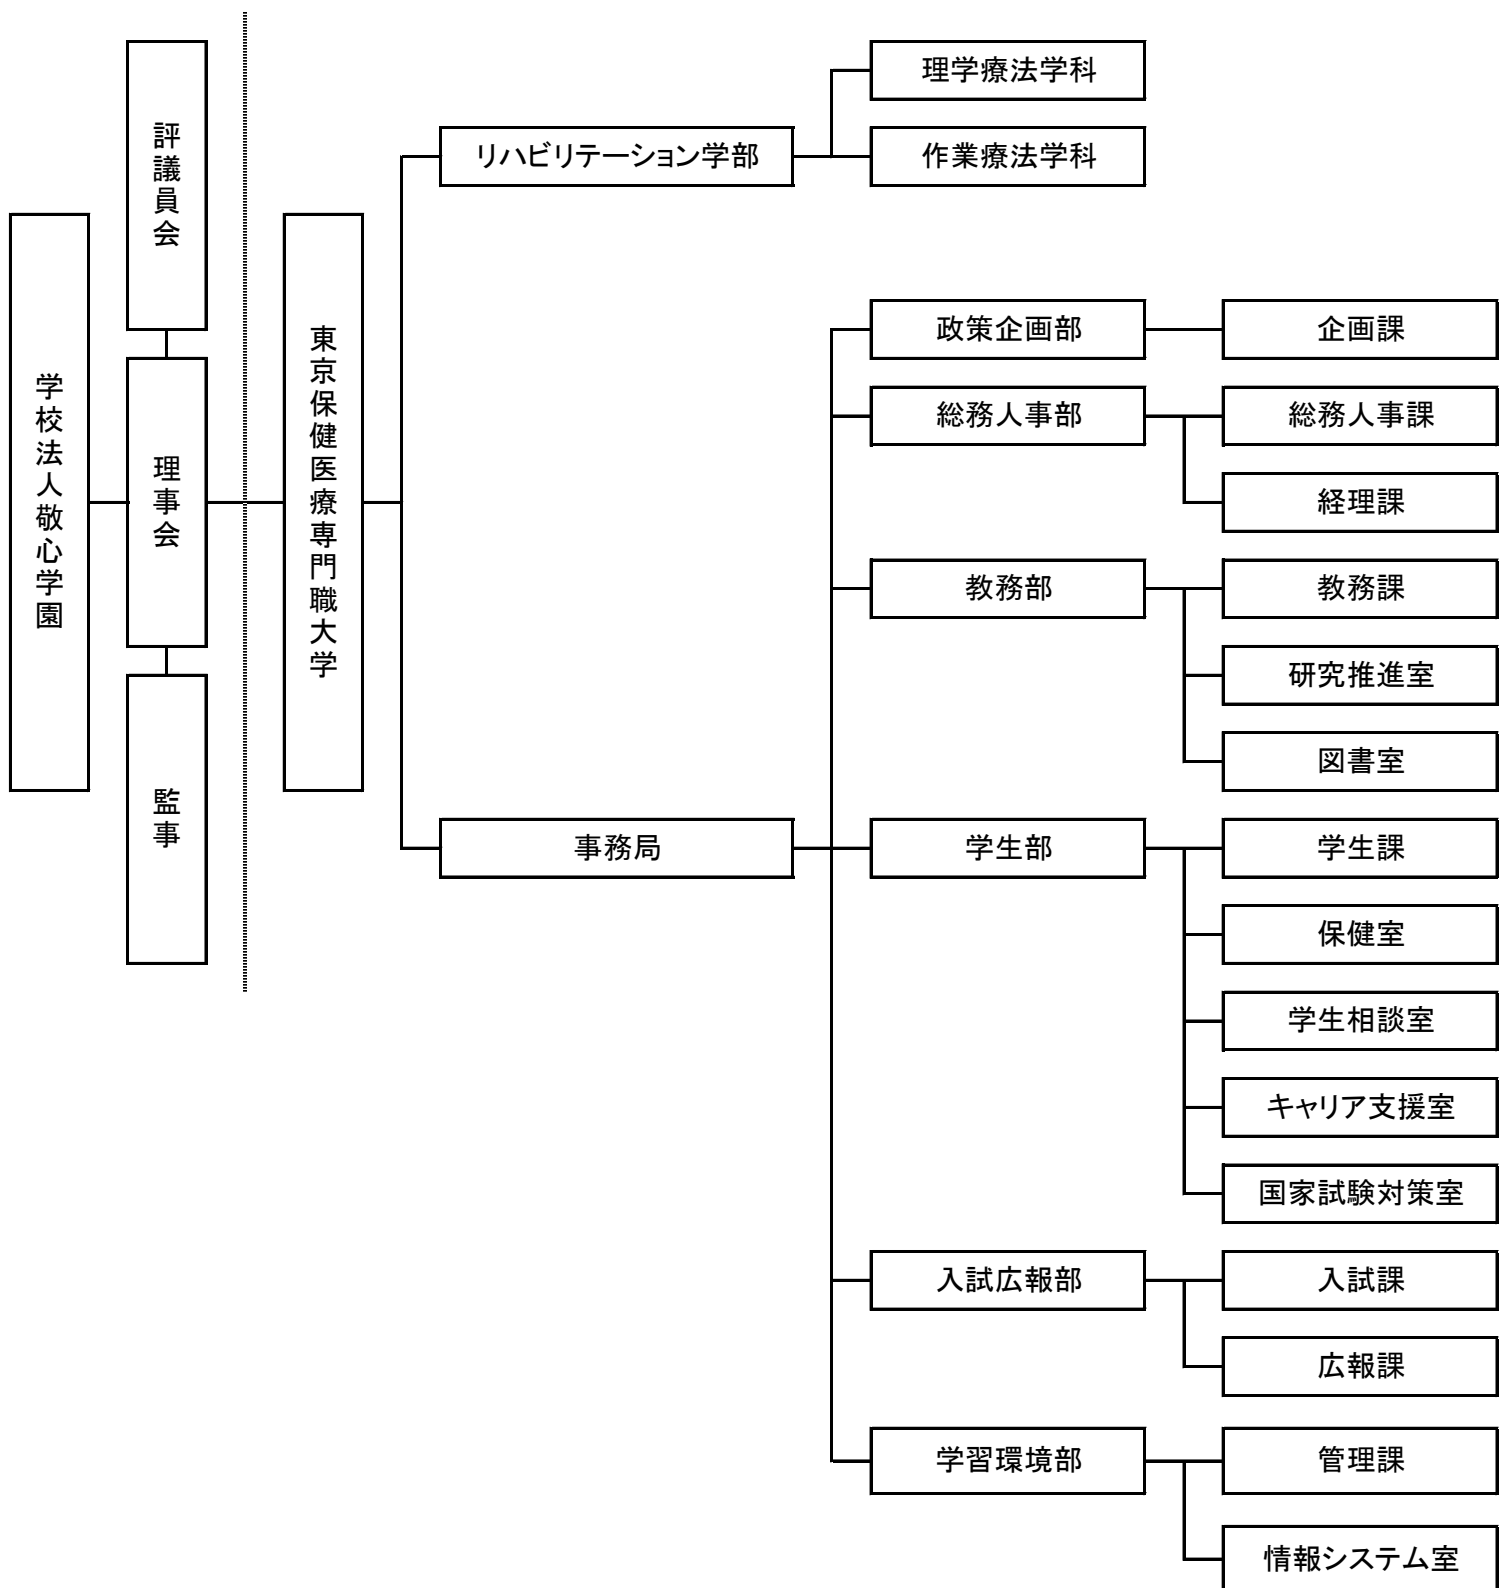 学校法人敬心学園
評議員会
理事会
監事
東京保健医療専門職大学
リハビリテーション学部
理学療法学科
作業療法学科
事務局
政策企画部
企画課
総務人事部
総務人事課
経理課
教務部
教務課
研究推進室
図書室
学生部
学生課
保健室
学生相談室
キャリア支援室
国家試験対策室
入試広報部
入試課
広報課
学習環境部
管理課
情報システム室